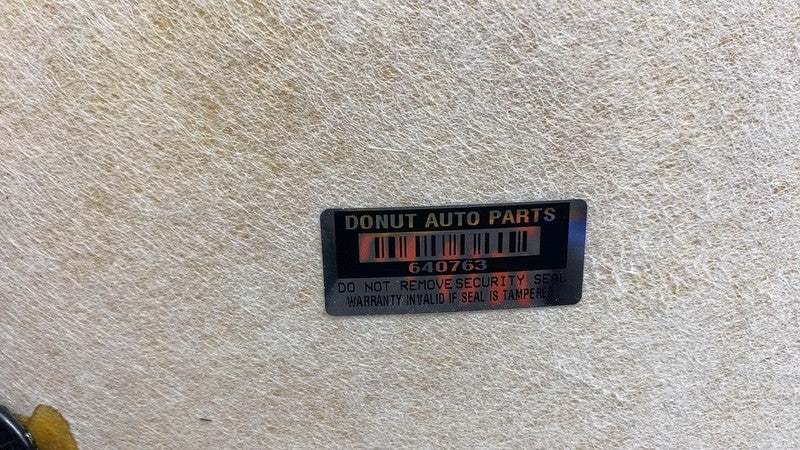 DONUT AUTO PARTS
640763
DO NOT REMOVE SECURITY SEAL
WARRANTY INVALID IF SEAL IS TAMPERED